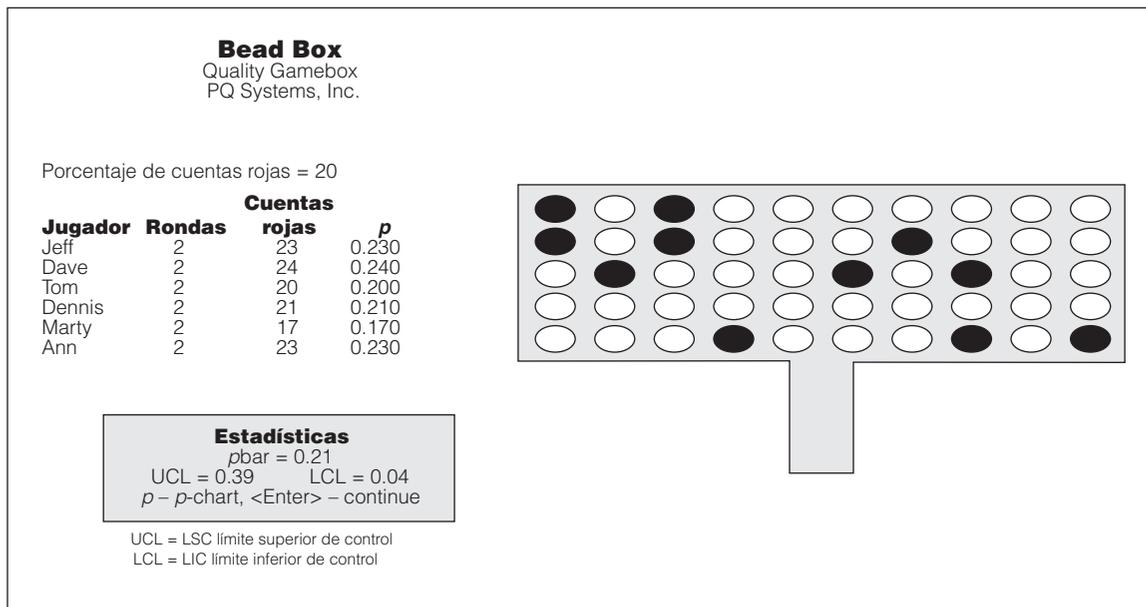 Bead Box
Quality Gamebox
PQ Systems, Inc.
Porcentaje de cuentas rojas = 20
Cuentas
Jugador Rondas rojas p
Jeff 2 23 0.230
Dave 2 24 0.240
Tom 2 20 0.200
Dennis 2 21 0.210
Marty 2 17 0.170
Ann 2 23 0.230
Estadísticas
pbar = 0.21
UCL = 0.39 LCL = 0.04
p – p-chart, <Enter> – continue
UCL = LSC límite superior de control
LCL = LIC límite inferior de control